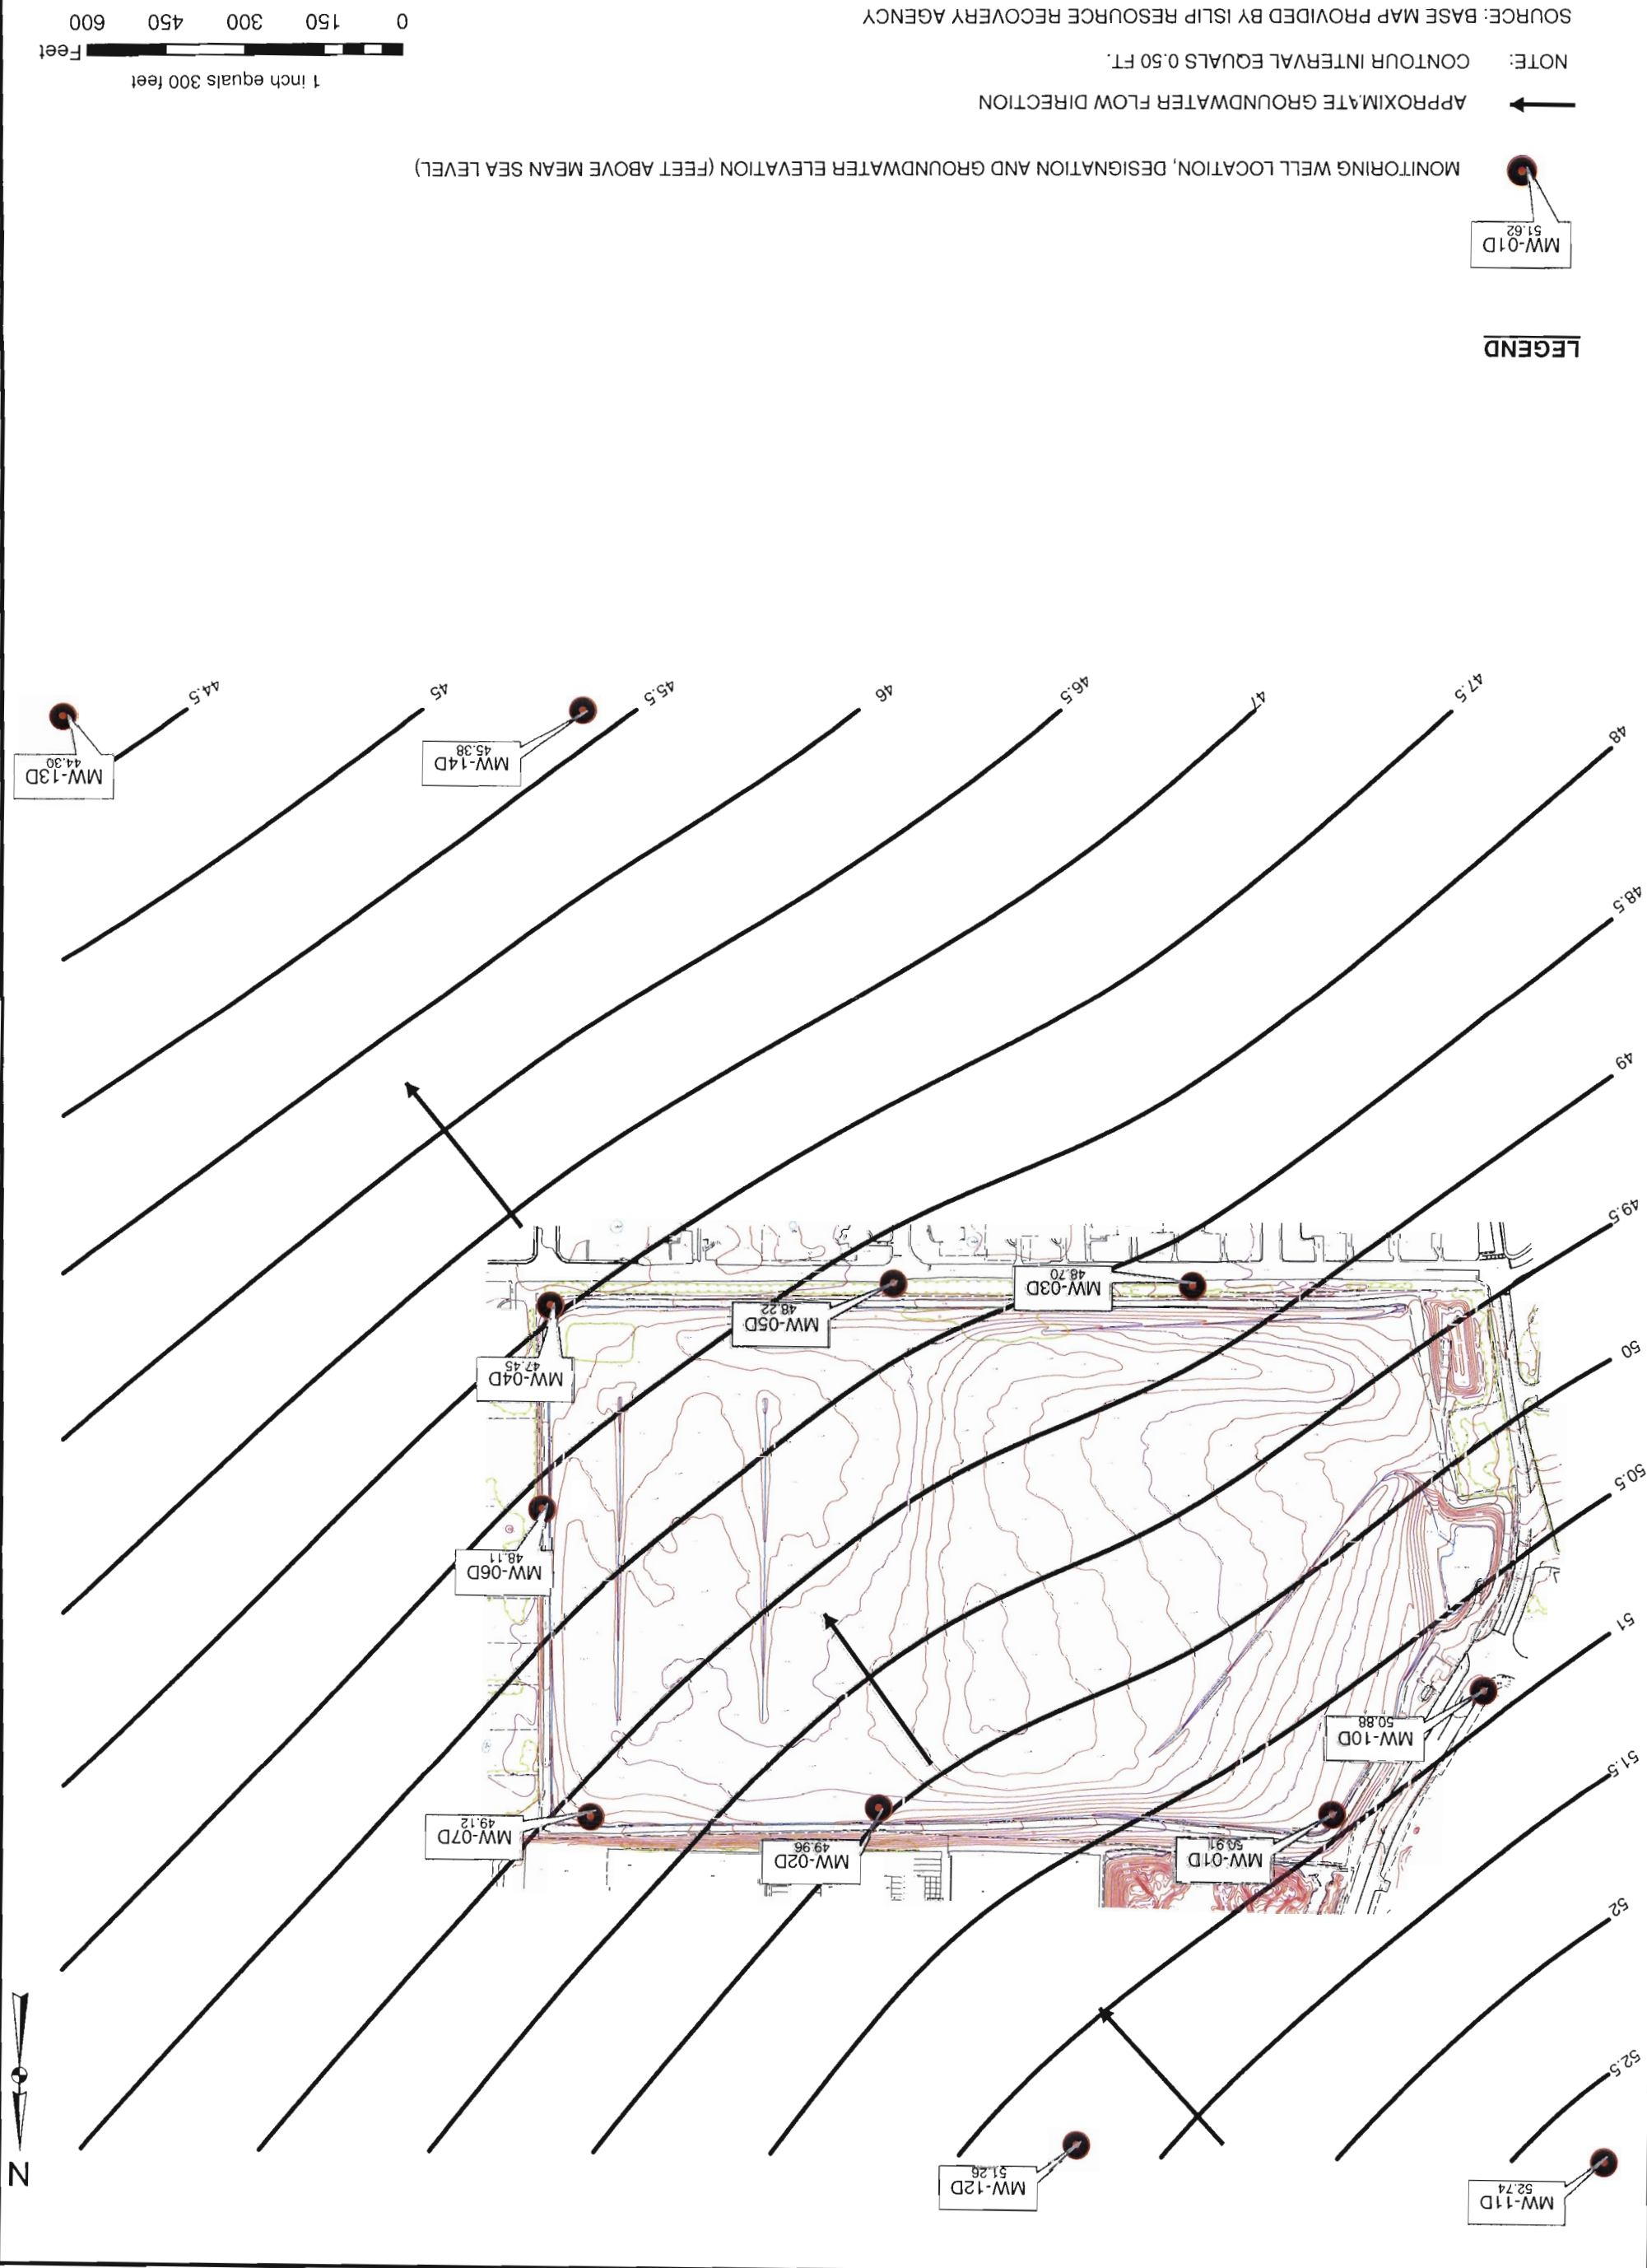 N
MW-11D
52.74
MW-12D
51.26
52.5
52
51.5
51
50.5
50
49.5
49
48.5
48
47.5
47
46.5
46
45.5
45
44.5
MW-01D
50.91
MW-02D
49.96
MW-07D
49.12
MW-10D
50.88
MW-06D
48.11
MW-04D
47.45
MW-05D
48.22
MW-03D
48.70
MW-14D
45.38
MW-13D
44.30
LEGEND
MW-01D
51.62
MONITORING WELL LOCATION, DESIGNATION AND GROUNDWATER ELEVATION (FEET ABOVE MEAN SEA LEVEL)
APPROXIMATE GROUNDWATER FLOW DIRECTION
NOTE: CONTOUR INTERVAL EQUALS 0.50 FT.
SOURCE: BASE MAP PROVIDED BY ISLIP RESOURCE RECOVERY AGENCY
1 inch equals 300 feet
Feet
0 150 300 450 600